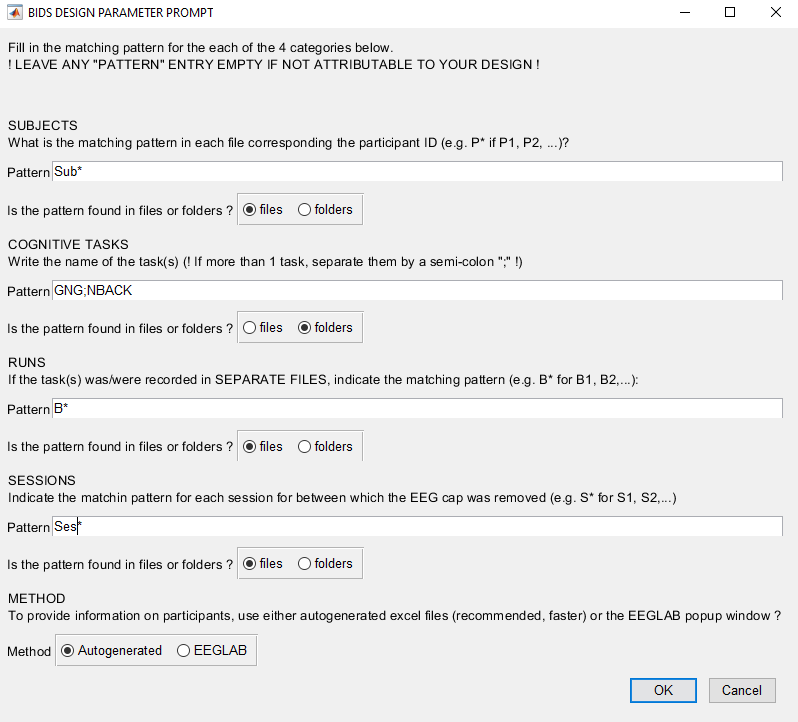 BIDS DESIGN PARAMETER PROMPT
Fill in the matching pattern for the each of the 4 categories below.
! LEAVE ANY "PATTERN" ENTRY EMPTY IF NOT ATTRIBUTABLE TO YOUR DESIGN !
SUBJECTS
What is the matching pattern in each file corresponding the participant ID (e.g. P* if P1, P2, ...)?
Pattern Sub*
Is the pattern found in files or folders ? files folders
COGNITIVE TASKS
Write the name of the task(s) (! If more than 1 task, separate them by a semi-colon ";" !)
Pattern GNG;NBACK
Is the pattern found in files or folders ? files folders
RUNS
If the task(s) was/were recorded in SEPARATE FILES, indicate the matching pattern (e.g. B* for B1, B2,...):
Pattern B*
Is the pattern found in files or folders ? files folders
SESSIONS
Indicate the matchin pattern for each session for between which the EEG cap was removed (e.g. S* for S1, S2,...)
Pattern Ses*
Is the pattern found in files or folders ? files folders
METHOD
To provide information on participants, use either autogenerated excel files (recommended, faster) or the EEGLAB popup window ?
Method Autogenerated EEGLAB
OK Cancel